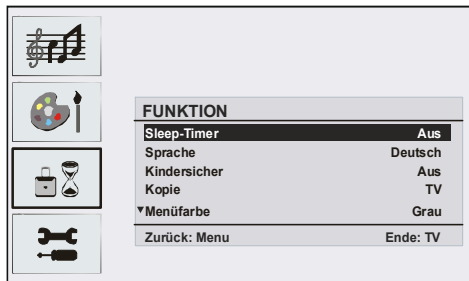 FUNKTION
Sleep-Timer Aus
Sprache Deutsch
Kindersicher Aus
Kopie TV
Menüfarbe Grau
Zurück: Menu Ende: TV